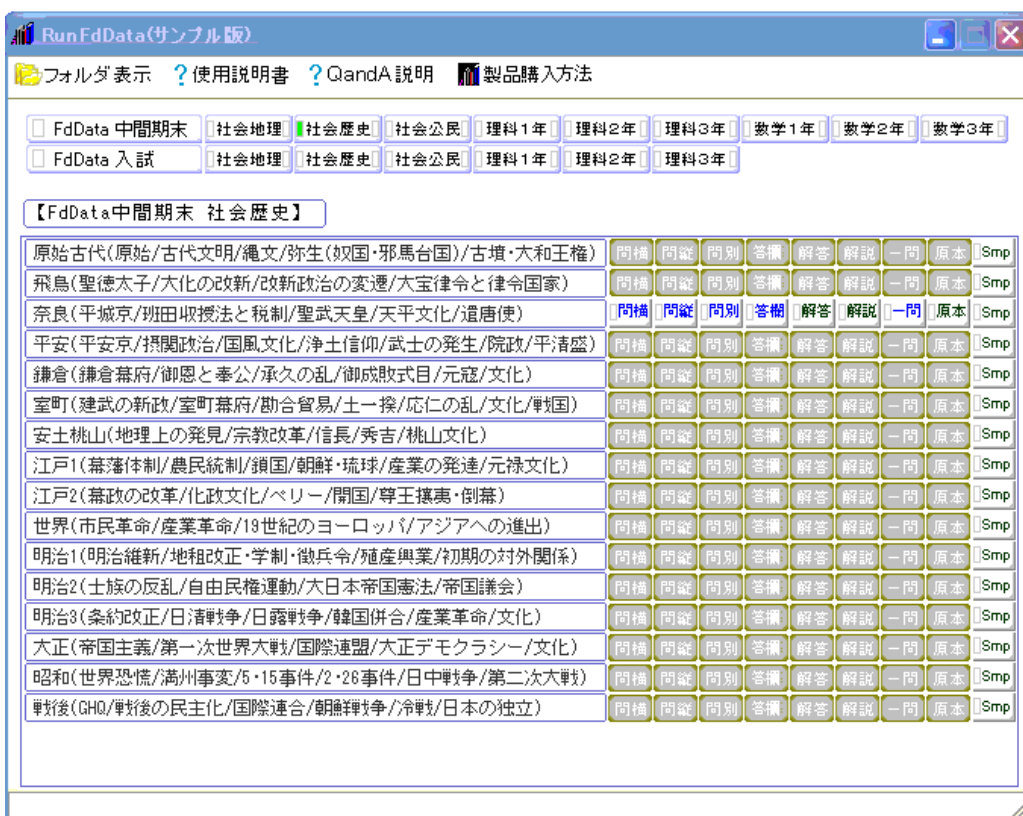 RunFdData(サンプル版)
フォルダ表示 ?使用説明書 ?QandA説明 製品購入方法
FdData 中間期末 社会地理 社会歴史 社会公民 理科1年 理科2年 理科3年 数学1年 数学2年 数学3年
FdData 入試 社会地理 社会歴史 社会公民 理科1年 理科2年 理科3年
【FdData中間期末 社会歴史】
原始古代(原始/古代文明/縄文/弥生(奴国・邪馬台国)/古墳・大和王権) 問横 問縦 問別 答欄 解答 解説 一問 原本 Smp
飛鳥(聖徳太子/大化の改新/改新政治の変遷/大宝律令と律令国家) 問横 問縦 問別 答欄 解答 解説 一問 原本 Smp
奈良(平城京/班田収授法と税制/聖武天皇/天平文化/遣唐使) 問横 問縦 問別 答欄 解答 解説 一問 原本 Smp
平安(平安京/摂関政治/国風文化/浄土信仰/武士の発生/院政/平清盛) 問横 問縦 問別 答欄 解答 解説 一問 原本 Smp
鎌倉(鎌倉幕府/御恩と奉公/承久の乱/御成敗式目/元寇/文化) 問横 問縦 問別 答欄 解答 解説 一問 原本 Smp
室町(建武の新政/室町幕府/勘合貿易/土一揆/応仁の乱/文化/戦国) 問横 問縦 問別 答欄 解答 解説 一問 原本 Smp
安土桃山(地理上の発見/宗教改革/信長/秀吉/桃山文化) 問横 問縦 問別 答欄 解答 解説 一問 原本 Smp
江戸1(幕藩体制/農民統制/鎖国/朝鮮・琉球/産業の発達/元禄文化) 問横 問縦 問別 答欄 解答 解説 一問 原本 Smp
江戸2(幕政の改革/化政文化/ペリー/開国/尊王攘夷・倒幕) 問横 問縦 問別 答欄 解答 解説 一問 原本 Smp
世界(市民革命/産業革命/19世紀のヨーロッパ/アジアへの進出) 問横 問縦 問別 答欄 解答 解説 一問 原本 Smp
明治1(明治維新/地租改正・学制・徴兵令/殖産興業/初期の対外関係) 問横 問縦 問別 答欄 解答 解説 一問 原本 Smp
明治2(士族の反乱/自由民権運動/大日本帝国憲法/帝国議会) 問横 問縦 問別 答欄 解答 解説 一問 原本 Smp
明治3(条約改正/日清戦争/日露戦争/韓国併合/産業革命/文化) 問横 問縦 問別 答欄 解答 解説 一問 原本 Smp
大正(帝国主義/第一次世界大戦/国際連盟/大正デモクラシー/文化) 問横 問縦 問別 答欄 解答 解説 一問 原本 Smp
昭和(世界恐慌/満州事変/5・15事件/2・26事件/日中戦争/第二次大戦) 問横 問縦 問別 答欄 解答 解説 一問 原本 Smp
戦後(GHQ/戦後の民主化/国際連合/朝鮮戦争/冷戦/日本の独立) 問横 問縦 問別 答欄 解答 解説 一問 原本 Smp